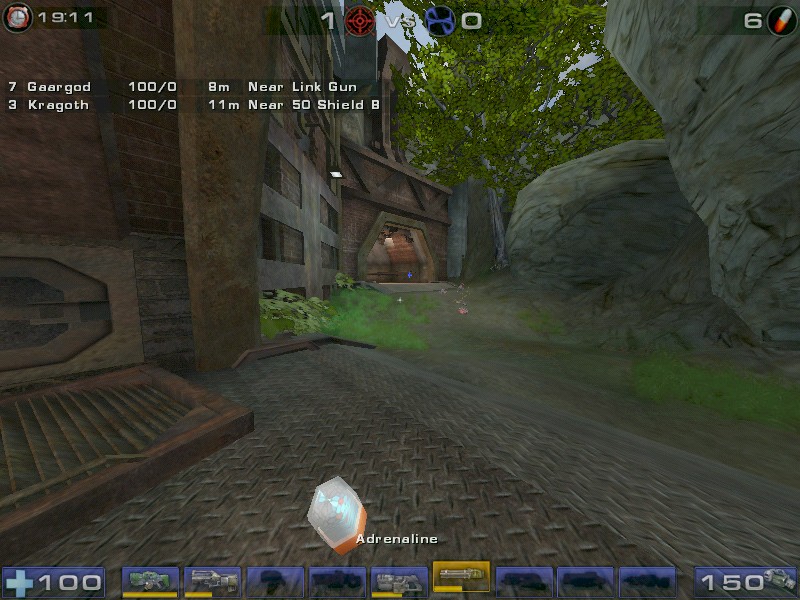 19:11 1 vs 0 6
7 Gaargod 100/0 8m Near Link Gun
3 Kragoth 100/0 11m Near 50 Shield B
Adrenaline
100 150